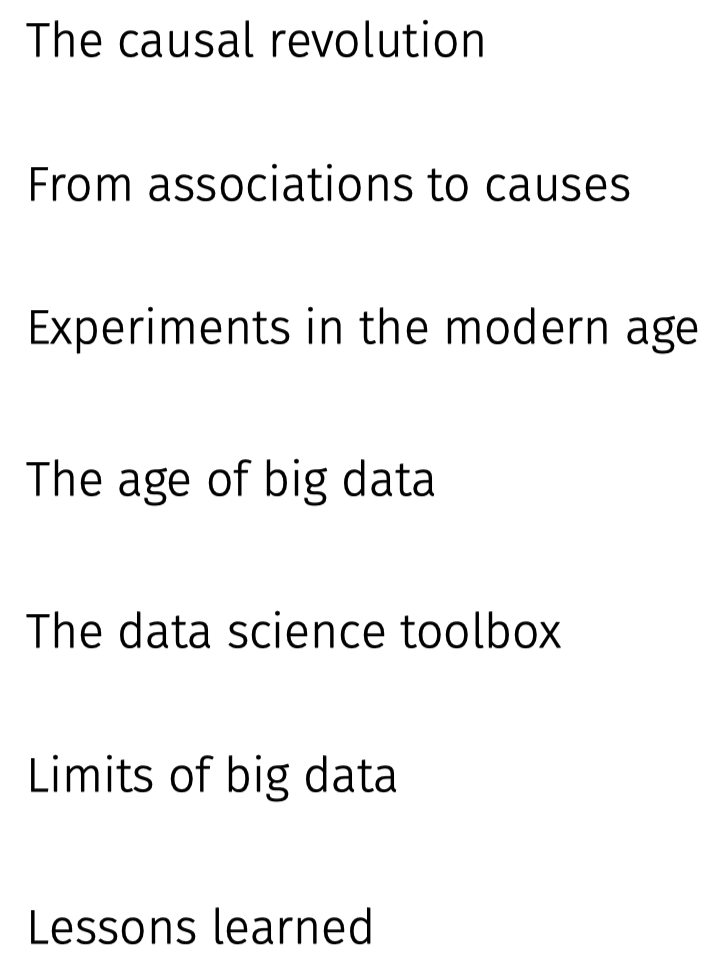 The causal revolution
From associations to causes
Experiments in the modern age
The age of big data
The data science toolbox
Limits of big data
Lessons learned